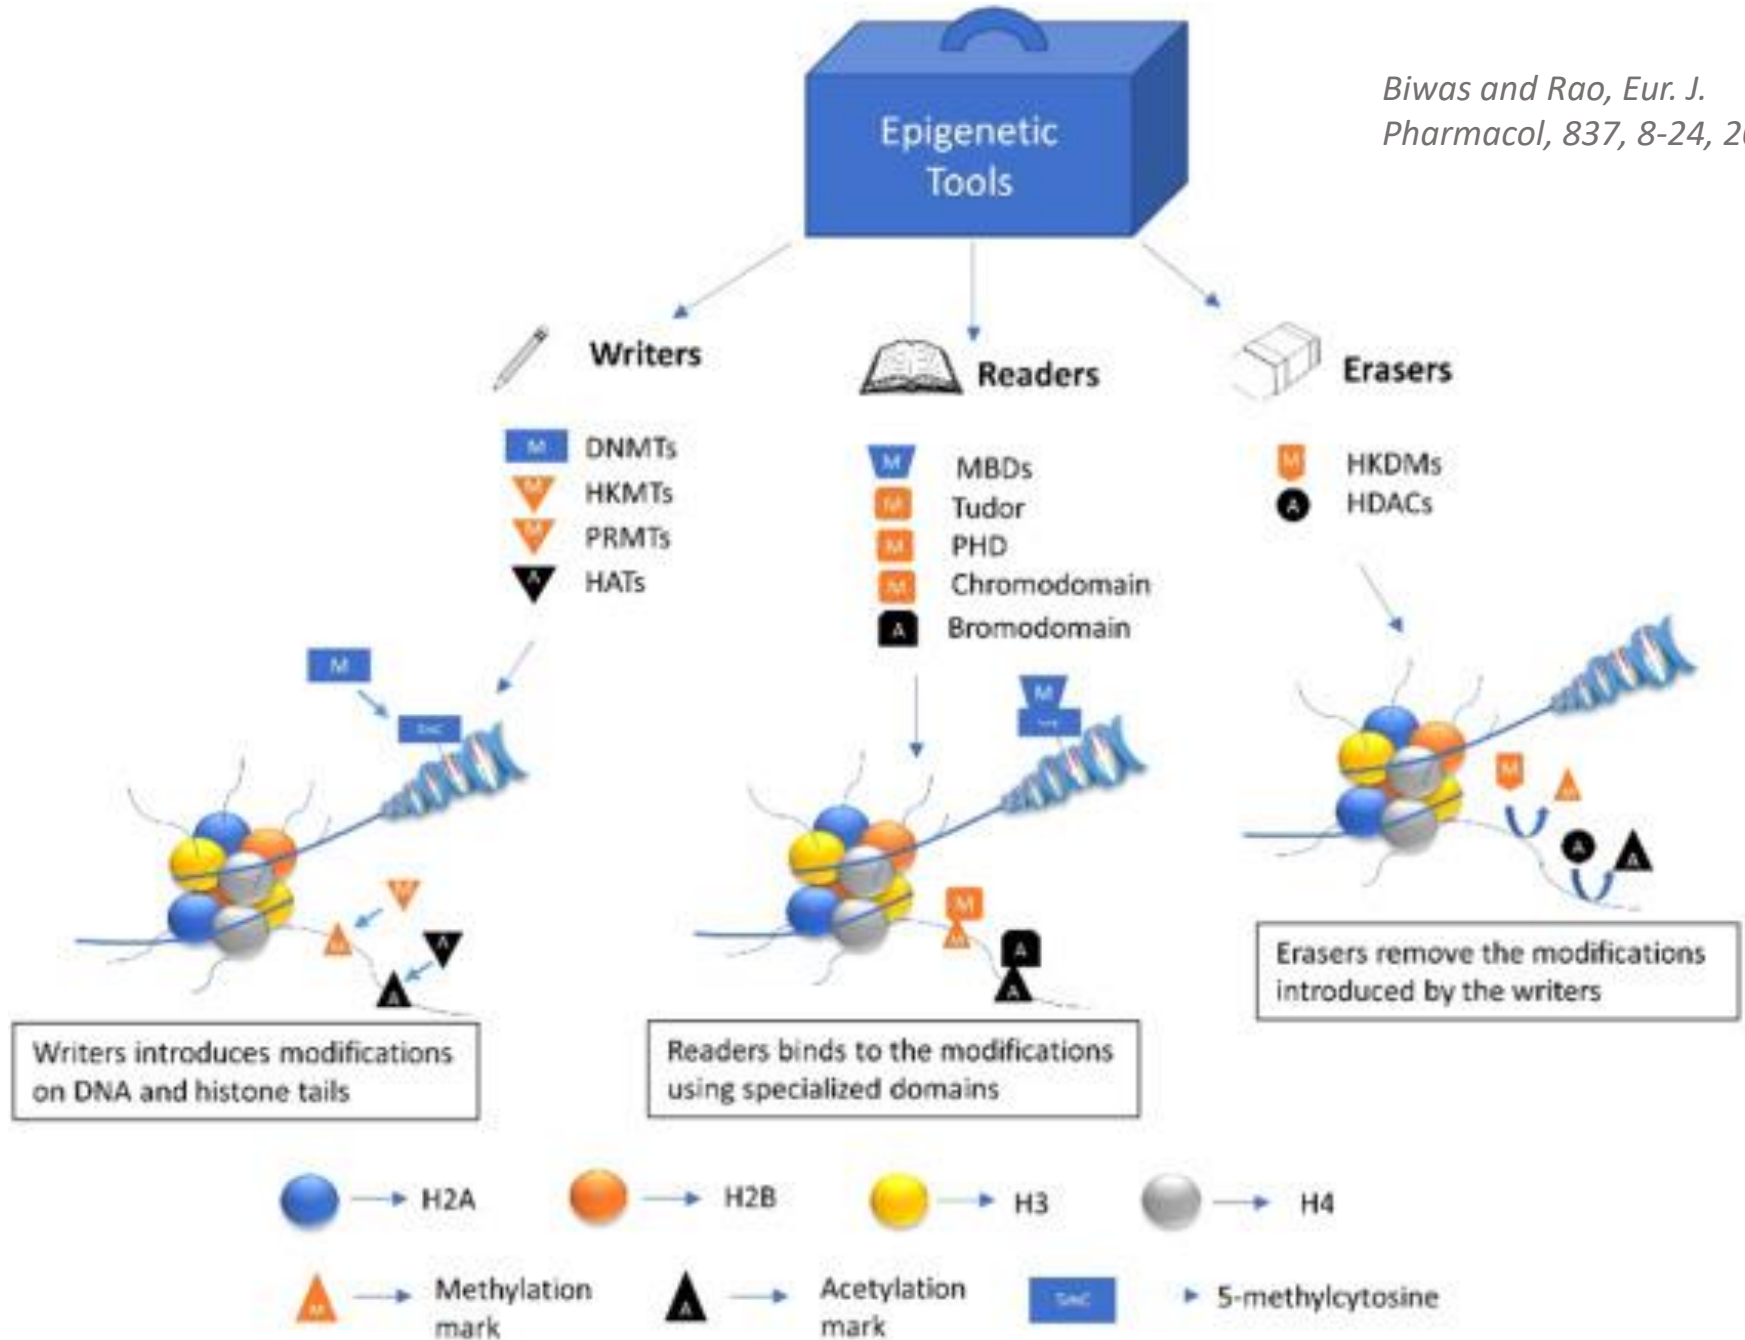 Epigenetic
Tools
Biwas and Rao, Eur. J.
Pharmacol, 837, 8-24,
Writers
M DNMTs
M HKMTs
M PRMTs
A HATs
Readers
M MBDs
M Tudor
M PHD
M Chromodomain
A Bromodomain
Erasers
M HKDMs
A HDACs
M
5mC
M
M
A
A
Writers introduces modifications
on DNA and histone tails
M
M
M
A
A
Readers binds to the modifications
using specialized domains
M
M
A
A
Erasers remove the modifications
introduced by the writers
H2A
H2B
H3
H4
M Methylation
mark
A Acetylation
mark
5mC 5-methylcytosine